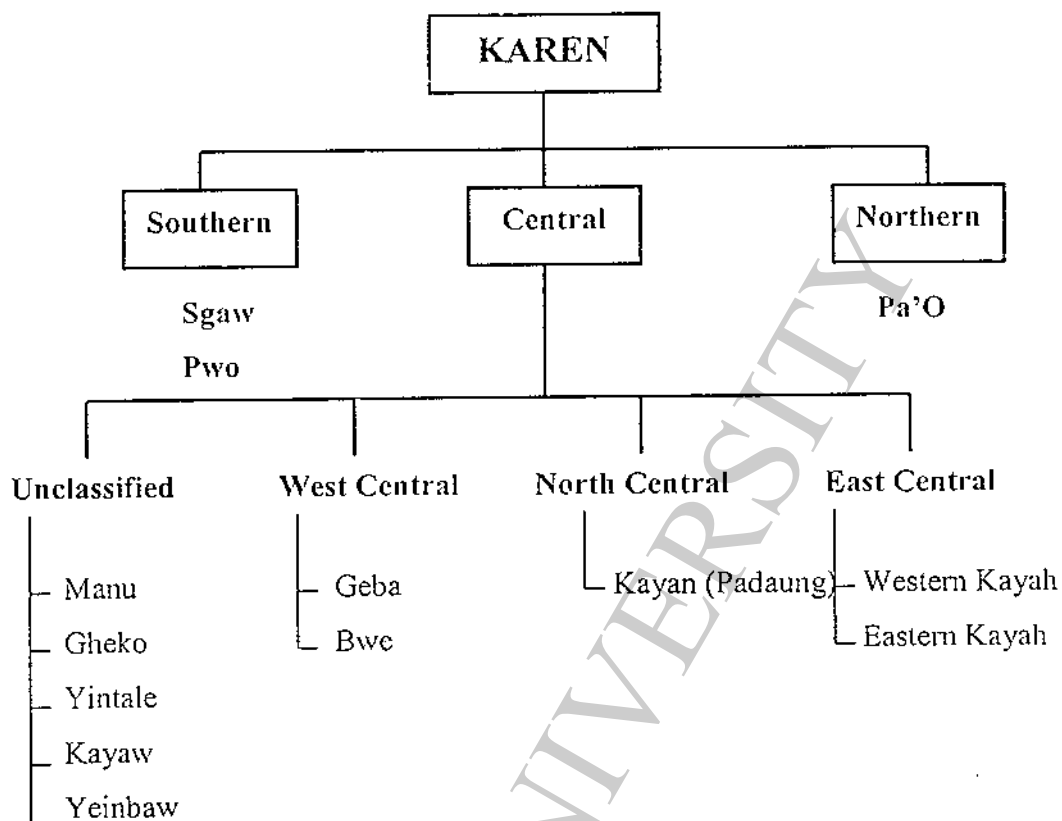 KAREN
Southern
Central
Northern
Sgaw
Pwo
Pa'O
Unclassified
West Central
North Central
East Central
Manu
Gheko
Yintale
Kayaw
Yeinbaw
Geba
Bwe
Kayan (Padaung)
Western Kayah
Eastern Kayah
UNIVERSITY